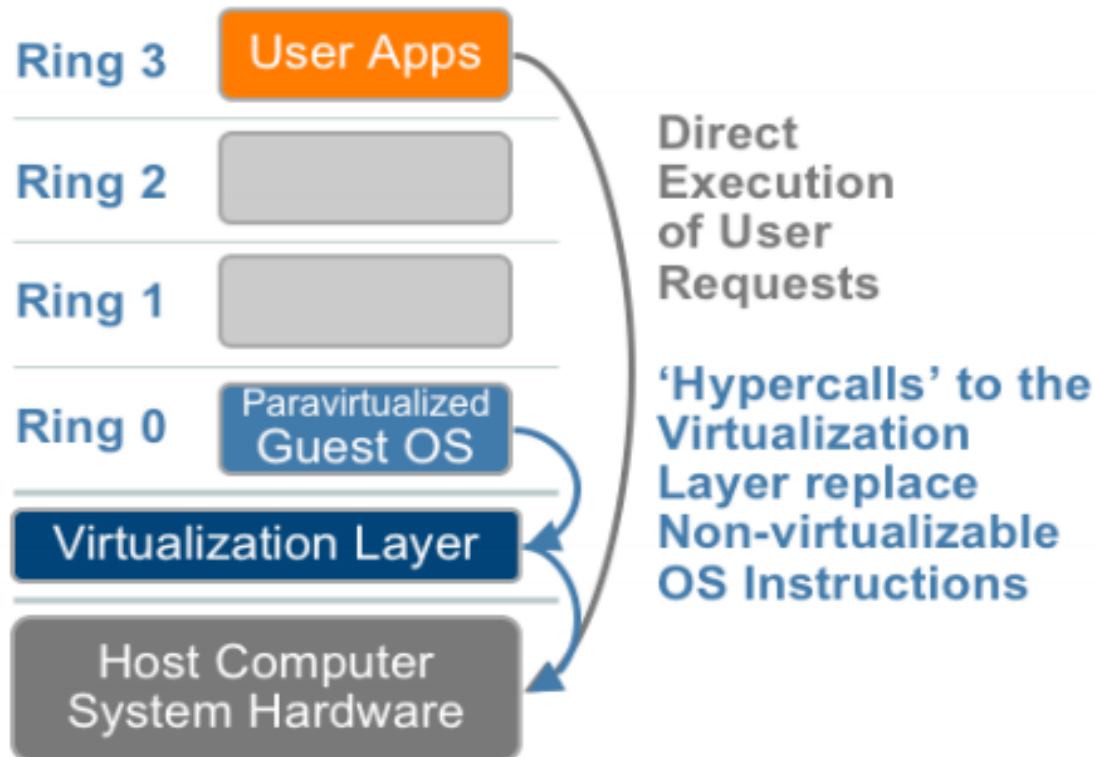 Ring 3
User Apps
Ring 2
Ring 1
Ring 0
Paravirtualized
Guest OS
Virtualization Layer
Host Computer
System Hardware
Direct
Execution
of User
Requests
‘Hypercalls’ to the
Virtualization
Layer replace
Non-virtualizable
OS Instructions